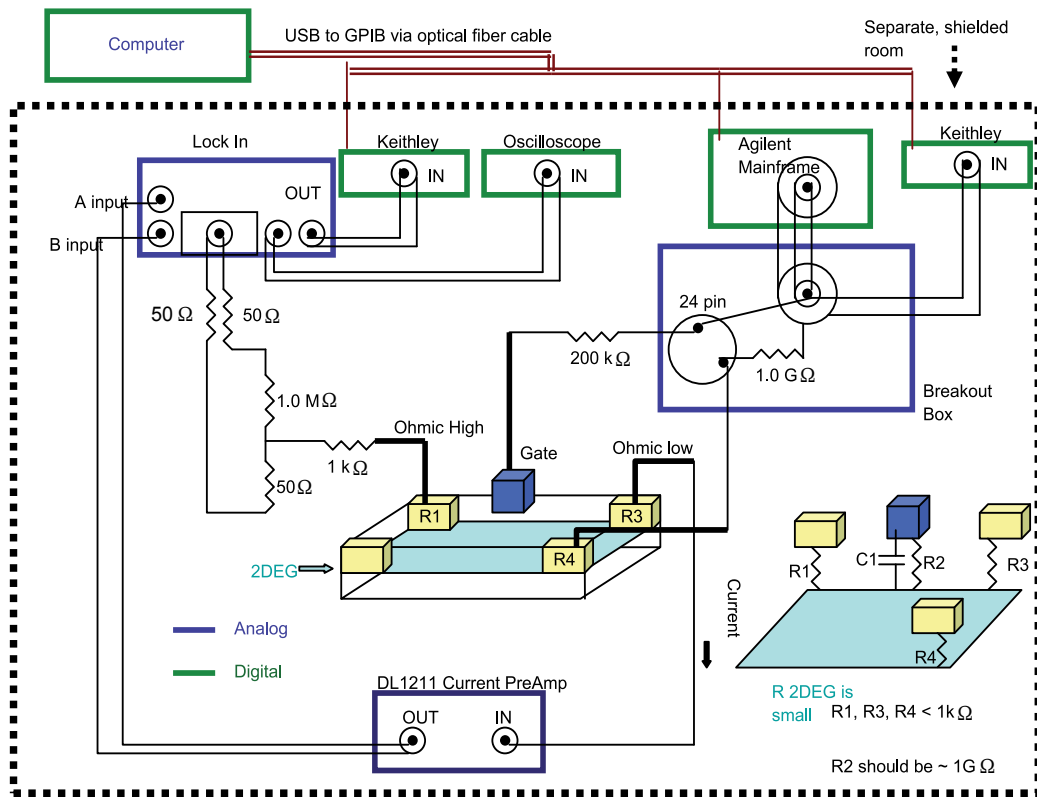 Computer
USB to GPIB via optical fiber cable
Separate, shielded
room
Lock In
Keithley
Oscilloscope
Agilent
Mainframe
Keithley
IN
IN
IN
OUT
A input
B input
24 pin
50 Ω
50 Ω
200 kΩ
1.0 GΩ
Breakout
Box
1.0 MΩ
Ohmic High
1 kΩ
Gate
Ohmic low
50Ω
R1
R3
R4
2DEG
R1
C1
R2
R3
R4
Current
Analog
Digital
DL1211 Current PreAmp
OUT
IN
R 2DEG is
small
R1, R3, R4 < 1kΩ
R2 should be ~ 1G Ω